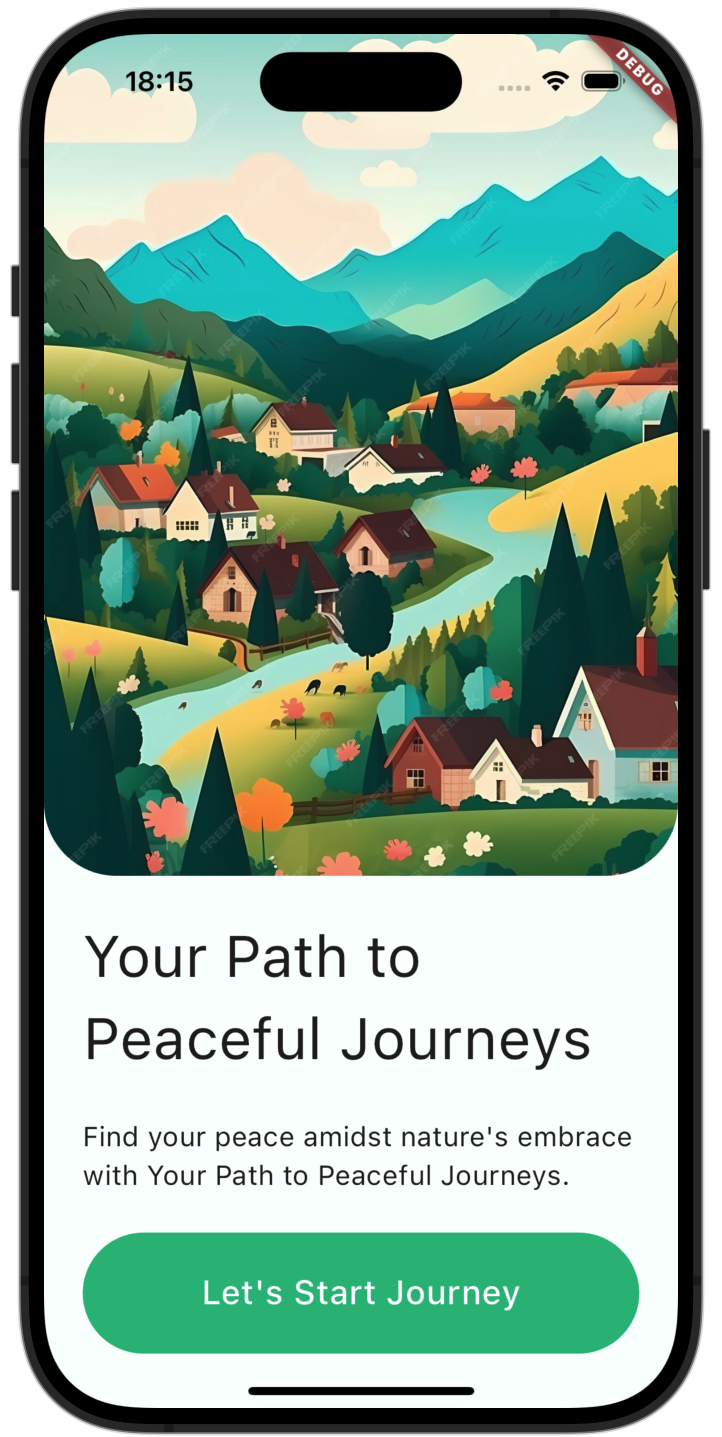 18:15
DEBUG
FREEPIK
Your Path to
Peaceful Journeys
Find your peace amidst nature's embrace
with Your Path to Peaceful Journeys.
Let's Start Journey